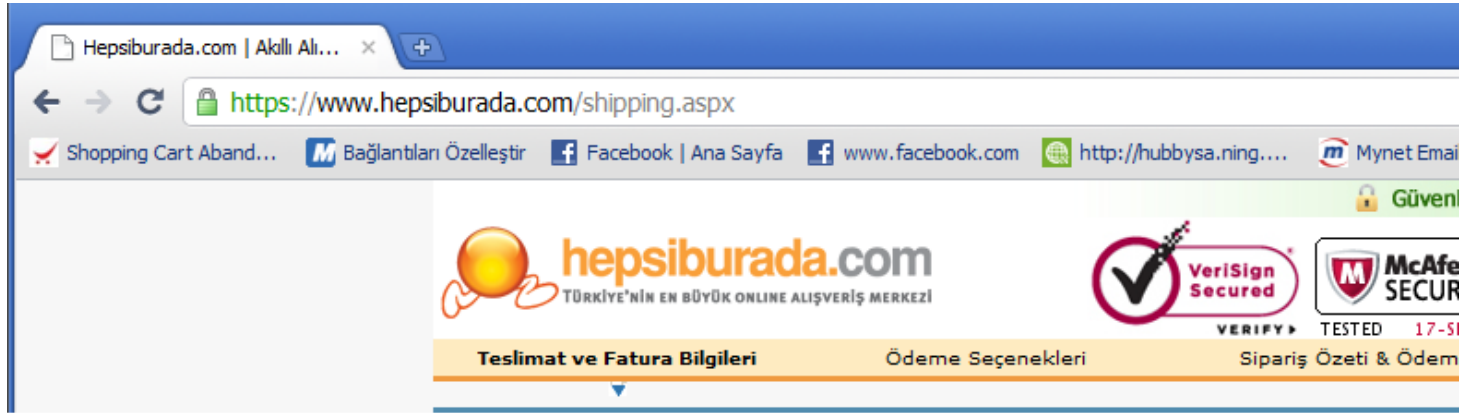 Hepsiburada.com | Akıllı Alı...
https://www.hepsiburada.com/shipping.aspx
Shopping Cart Aband... Bağlantıları Özelleştir Facebook | Ana Sayfa www.facebook.com http://hubbysa.ning.... Mynet Email
Güvenl
hepsiburada.com
TÜRKİYE'NİN EN BÜYÜK ONLINE ALIŞVERİŞ MERKEZİ
VeriSign Secured
VERIFY
McAfe
SECUR
TESTED 17-S
Teslimat ve Fatura Bilgileri Ödeme Seçenekleri Sipariş Özeti & Ödem